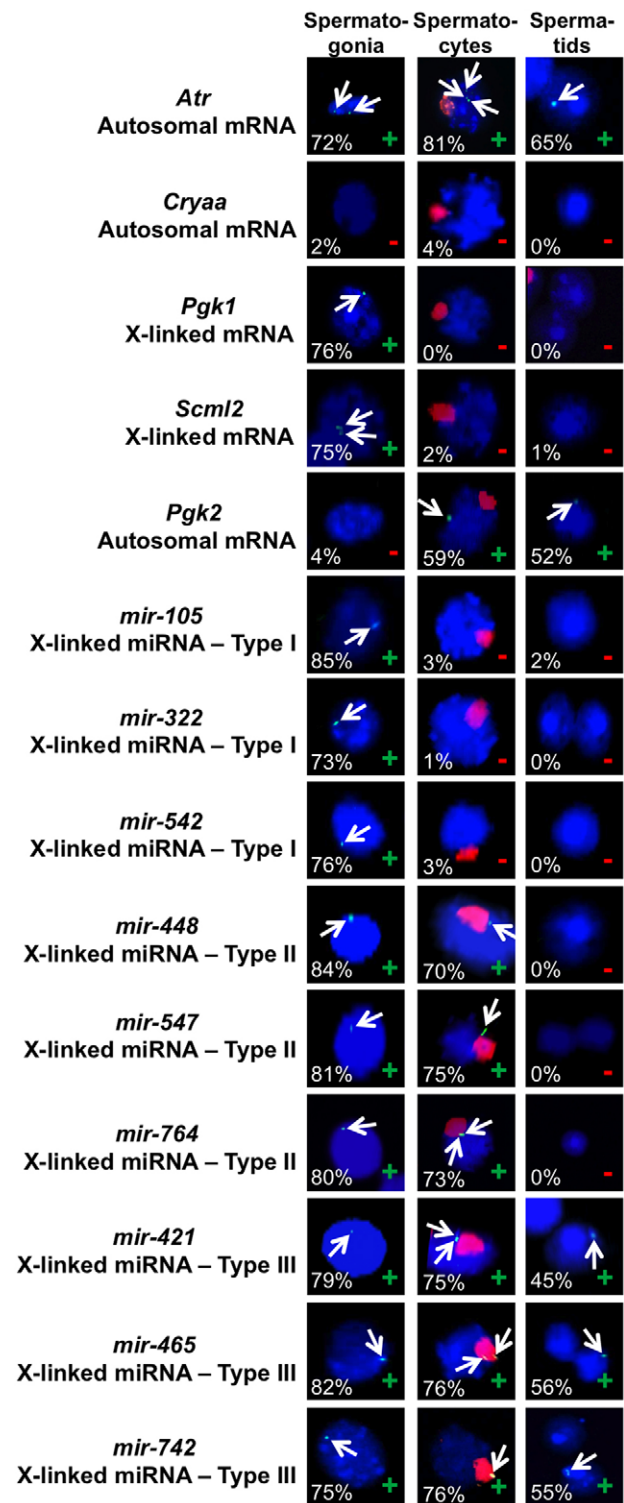 Spermato- Spermato- Sperma-
gonia cytes tids
Atr
Autosomal mRNA
72% + 81% + 65% +
Cryaa
Autosomal mRNA
2% - 4% - 0% -
Pgk1
X-linked mRNA
76% + 0% - 0% -
Scml2
X-linked mRNA
75% + 2% - 1% -
Pgk2
Autosomal mRNA
4% - 59% + 52% +
mir-105
X-linked miRNA – Type I
85% + 3% - 2% -
mir-322
X-linked miRNA – Type I
73% + 1% - 0% -
mir-542
X-linked miRNA – Type I
76% + 3% - 0% -
mir-448
X-linked miRNA – Type II
84% + 70% + 0% -
mir-547
X-linked miRNA – Type II
81% + 75% + 0% -
mir-764
X-linked miRNA – Type II
80% + 73% + 0% -
mir-421
X-linked miRNA – Type III
79% + 75% + 45% +
mir-465
X-linked miRNA – Type III
82% + 76% + 56% +
mir-742
X-linked miRNA – Type III
75% + 76% + 55% +